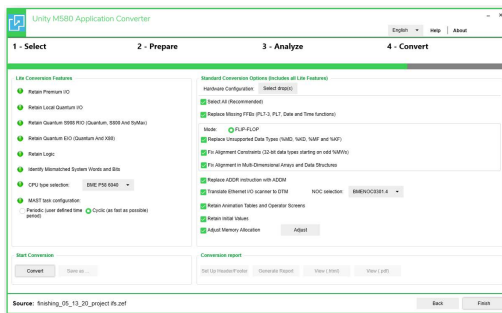 Unity M580 Application Converter
English
Help
About
1 - Select
2 - Prepare
3 - Analyze
4 - Convert
Lite Conversion Features
Retain Premium I/O
Retain Local Quantum I/O
Retain Quantum S908 RIO (Quantum, S800 And SyMax)
Retain Quantum EIO (Quantum And X80)
Retain Logic
Identify Mismatched System Words and Bits
CPU type selection: BME P58 6040
MAST task configuration:
Periodic (user defined time period) Cyclic (as fast as possible)
Standard Conversion Options (includes all Lite Features)
Hardware Configuration: Select drop(s)
Select All (Recommended)
Replace Missing FFBs (PL7-3, PL7, Date and Time functions)
Mode: FLIP-FLOP
Replace Unsupported Data Types (%MD, %KD, %MF and %KF)
Fix Alignment Constraints (32-bit data types starting on odd %MWs)
Fix Alignment in Multi-Dimensional Arrays and Data Structures
Replace ADDR instruction with ADDM
Translate Ethernet I/O scanner to DTM NOC selection: BMENOC0301.4
Retain Animation Tables and Operator Screens
Retain Initial Values
Adjust Memory Allocation Adjust
Start Conversion
Convert Save as ...
Conversion report
Set Up Header/Footer Generate Report View (.html) View (.pdf)
Source: finishing_05_13_20_project ifs.zef
Back Finish